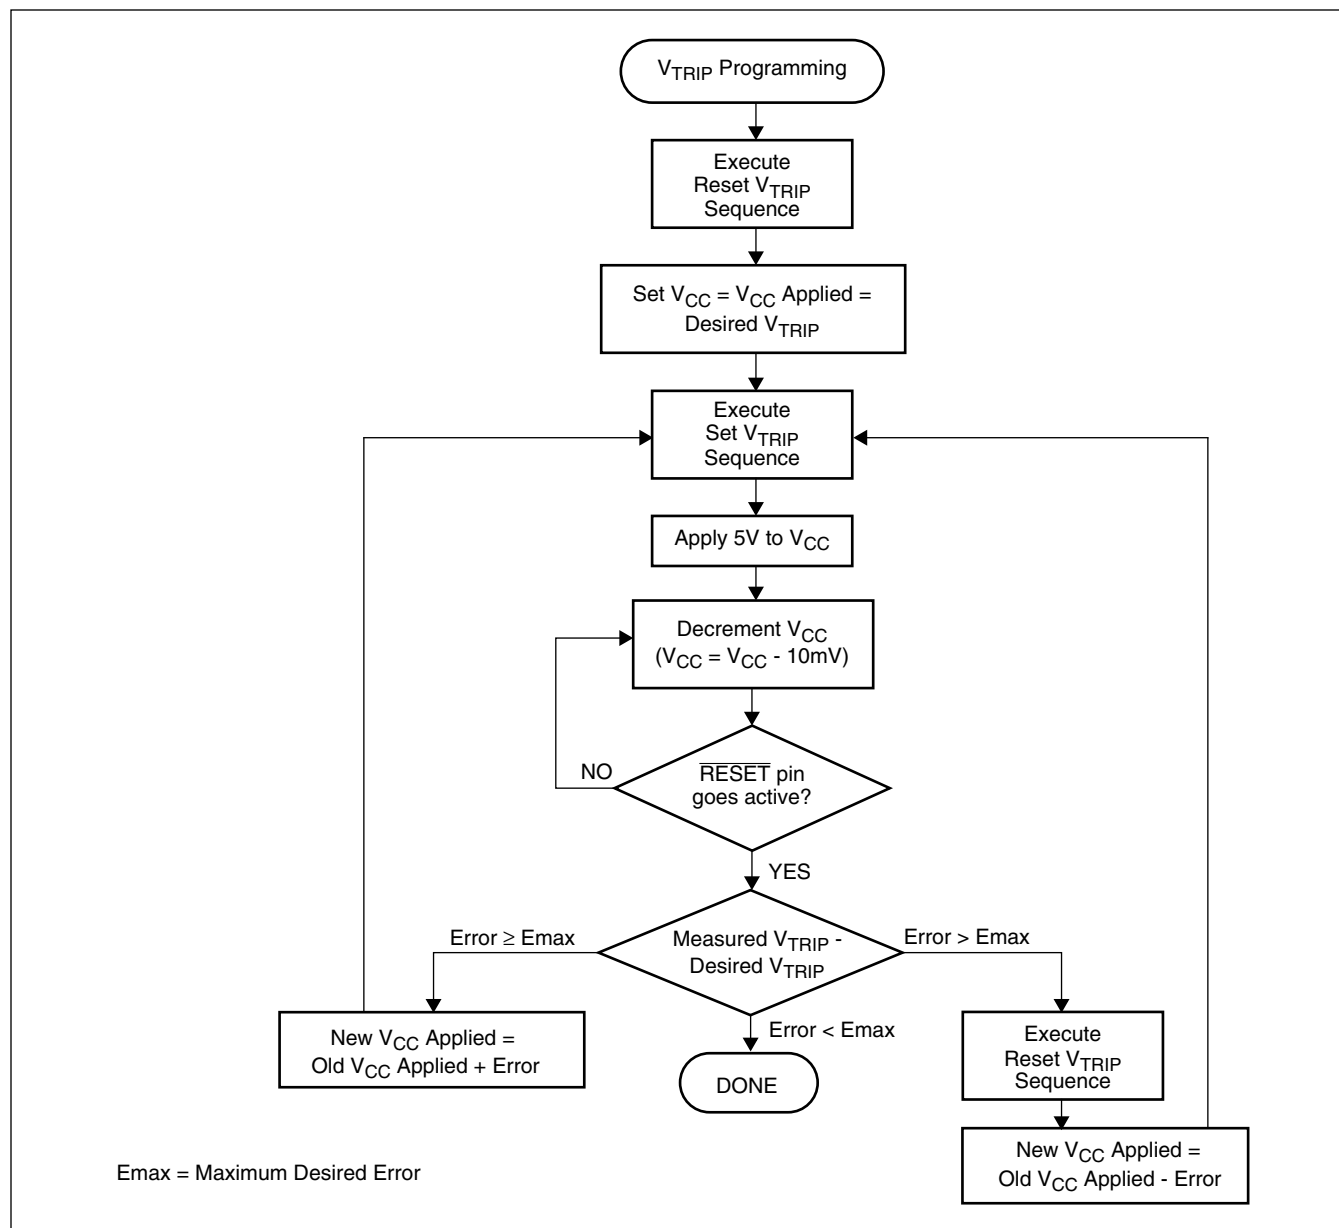 V_TRIP Programming
Execute
Reset V_TRIP
Sequence
Set V_CC = V_CC Applied =
Desired V_TRIP
Execute
Set V_TRIP
Sequence
Apply 5V to V_CC
Decrement V_CC
(V_CC = V_CC - 10mV)
NO
RESET pin
goes active?
YES
Error ≥ Emax
Measured V_TRIP -
Desired V_TRIP
Error > Emax
New V_CC Applied =
Old V_CC Applied + Error
Error < Emax
DONE
Execute
Reset V_TRIP
Sequence
New V_CC Applied =
Old V_CC Applied - Error
Emax = Maximum Desired Error